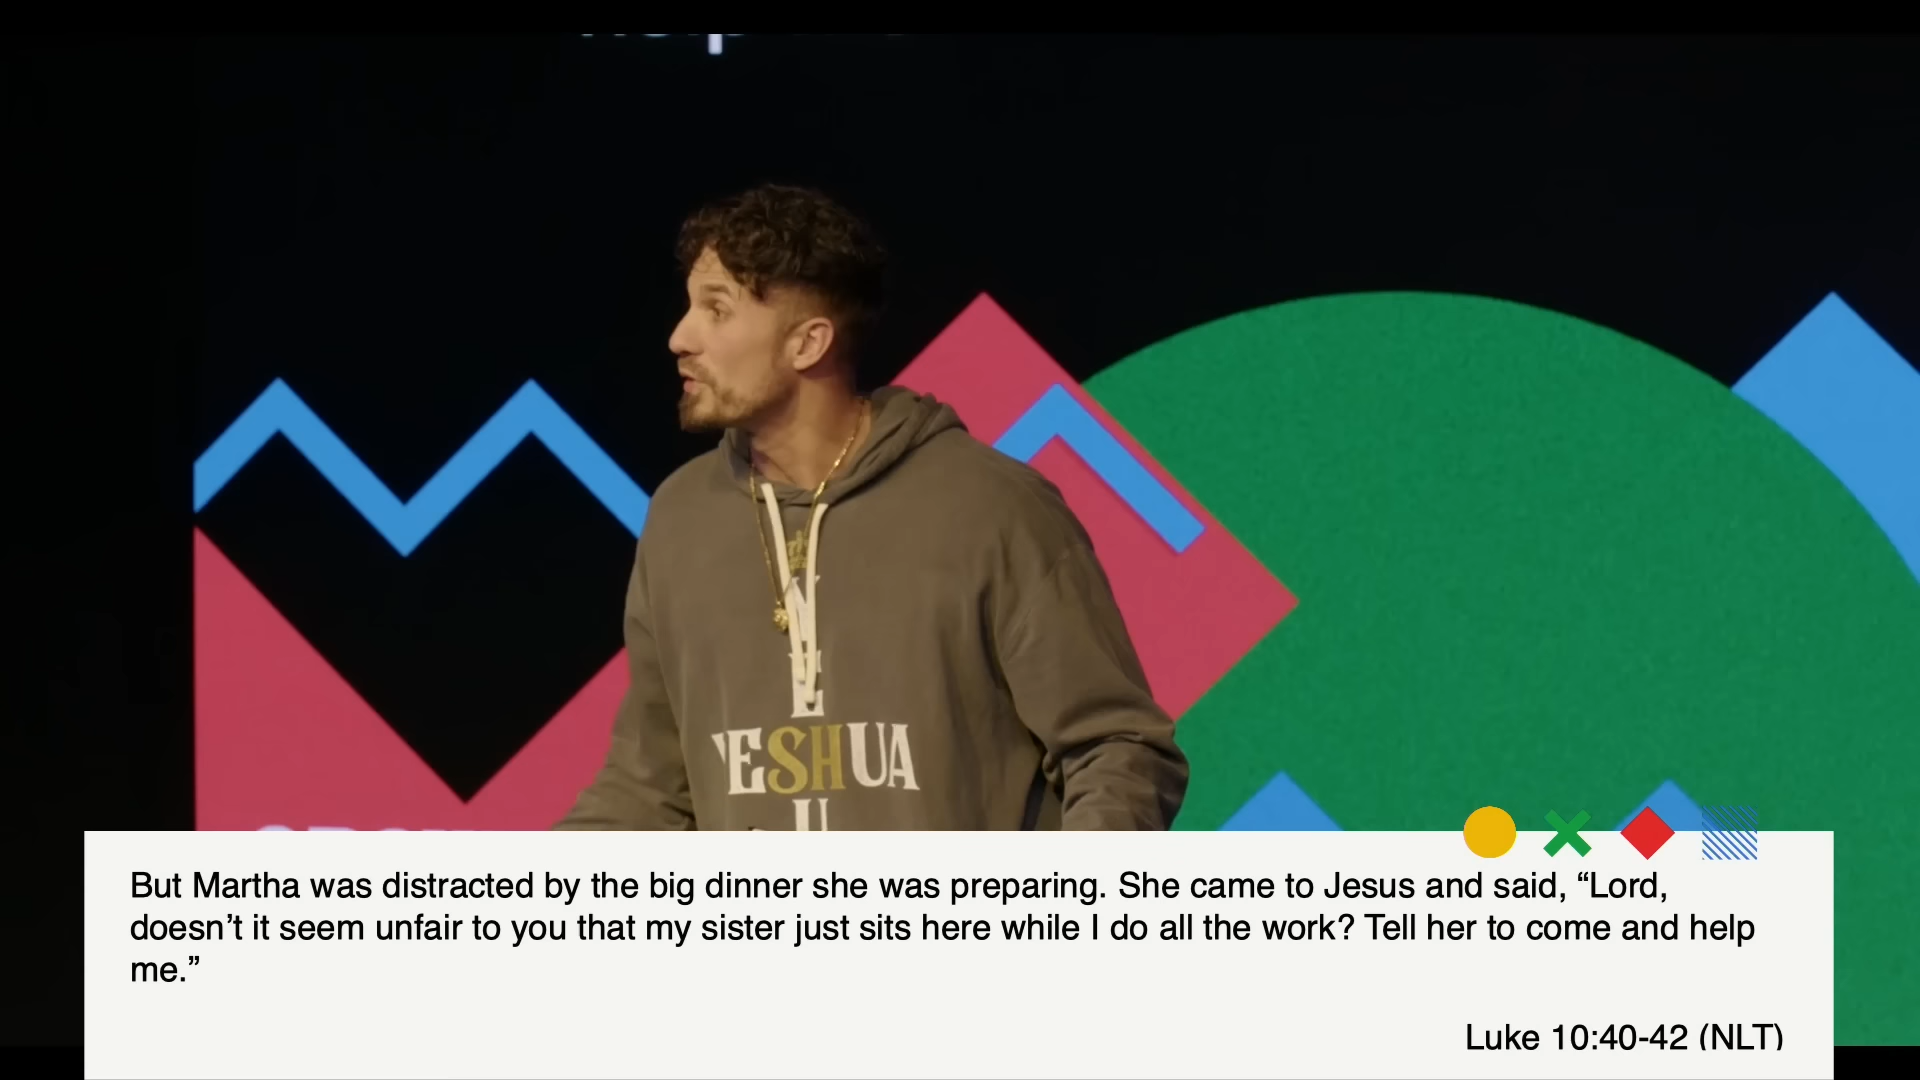 YESHUA
But Martha was distracted by the big dinner she was preparing. She came to Jesus and said, “Lord,
doesn’t it seem unfair to you that my sister just sits here while I do all the work? Tell her to come and help
me.”
Luke 10:40-42 (NLT)